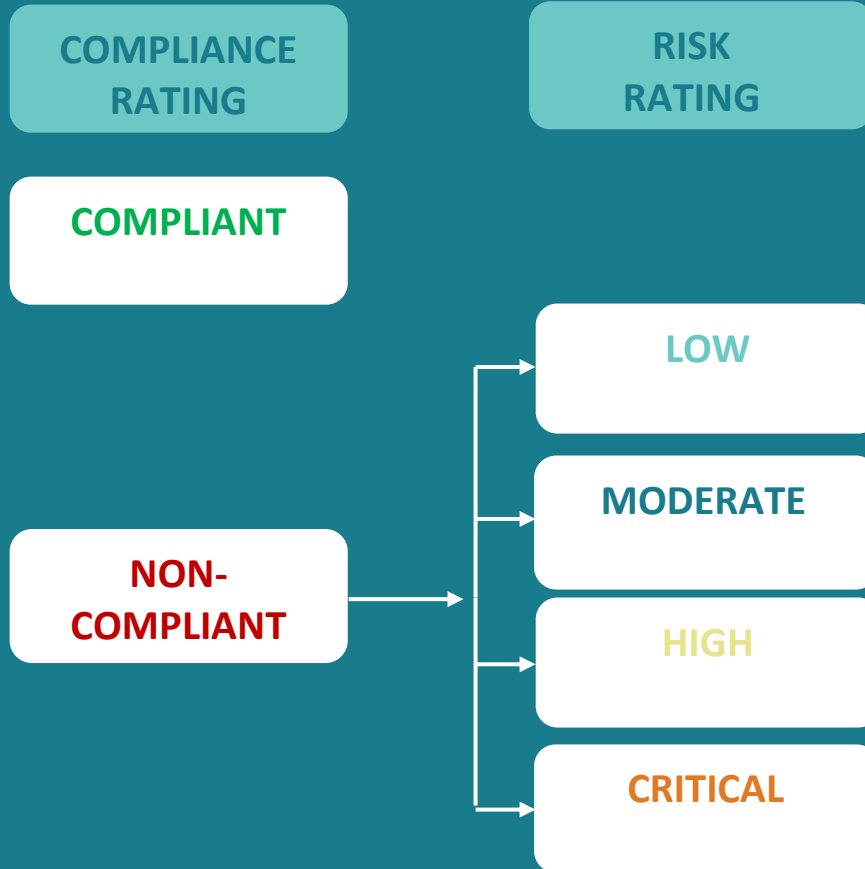 COMPLIANCE
RATING
RISK
RATING
COMPLIANT
LOW
MODERATE
NON-
COMPLIANT
HIGH
CRITICAL